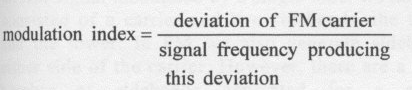 modulation index = deviation of FM carrier
signal frequency producing
this deviation